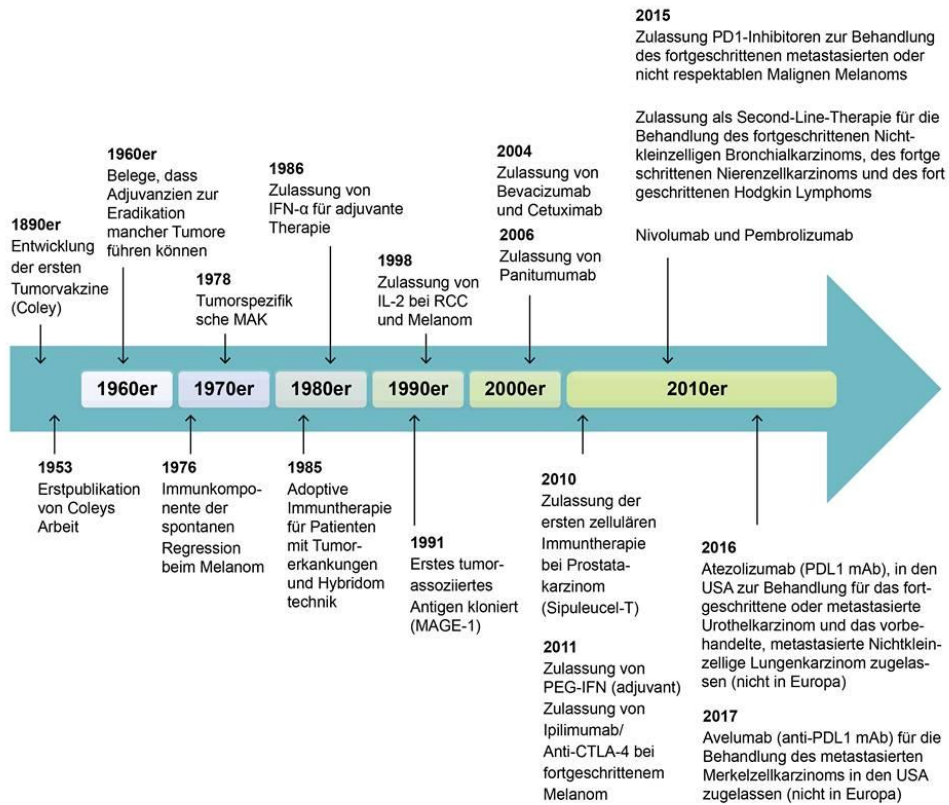 1890er
Entwicklung
der ersten
Tumorvakzine
(Coley)
1960er
Belege, dass
Adjuvanzien zur
Eradikation
mancher Tumore
führen können
1978
Tumorspezifik
sche MAK
1986
Zulassung von
IFN-α für adjuvante
Therapie
1998
Zulassung von
IL-2 bei RCC
und Melanom
2004
Zulassung von
Bevacizumab
und Cetuximab
2006
Zulassung von
Panitumumab
2015
Zulassung PD1-Inhibitoren zur Behandlung
des fortgeschrittenen metastasierten oder
nicht respektablen Malignen Melanoms
Zulassung als Second-Line-Therapie für die
Behandlung des fortgeschrittenen Nicht-
kleinzelligen Bronchialkarzinoms, des fortge
schrittenen Nierenzellkarzinoms und des fort
geschrittenen Hodgkin Lymphoms
Nivolumab und Pembrolizumab
1960er
1970er
1980er
1990er
2000er
2010er
1953
Erstpublikation
von Coleys
Arbeit
1976
Immunkompo-
nente der
spontanen
Regression
beim Melanom
1985
Adoptive
Immuntherapie
für Patienten
mit Tumor-
erkankungen
und Hybridom
technik
1991
Erstes tumor-
assoziiertes
Antigen kloniert
(MAGE-1)
2010
Zulassung der
ersten zellulären
Immuntherapie
bei Prostata-
karzinom
(Sipuleucel-T)
2011
Zulassung von
PEG-IFN (adjuvant)
Zulassung von
Ipilimumab/
Anti-CTLA-4 bei
fortgeschrittenem
Melanom
2016
Atezolizumab (PDL1 mAb), in den
USA zur Behandlung für das fort-
geschrittene oder metastasierte
Urothelkarzinom und das vorbe-
handelte, metastasierte Nichtklein-
zellige Lungenkarzinom zugelas-
sen (nicht in Europa)
2017
Avelumab (anti-PDL1 mAb) für die
Behandlung des metastasierten
Merkelzellkarzinoms in den USA
zugelassen (nicht in Europa)